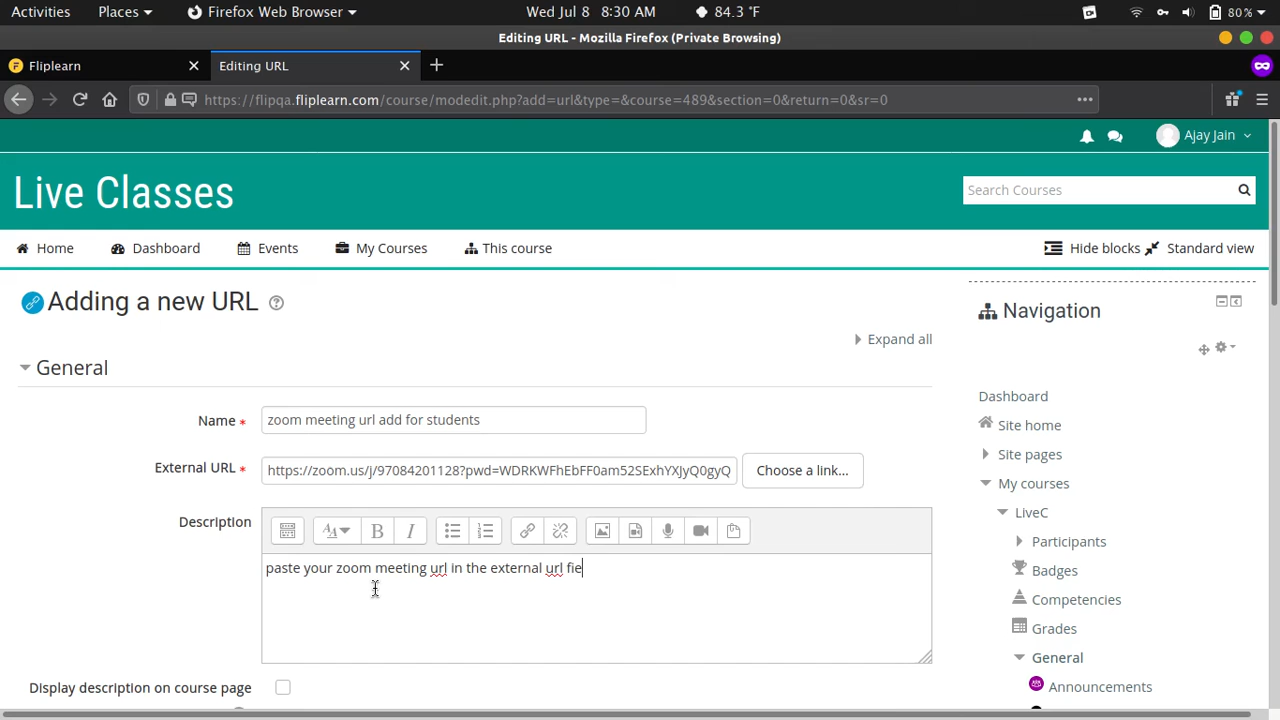 Activities Places Firefox Web Browser Wed Jul 8 8:30 AM 84.3 °F 80%
Editing URL - Mozilla Firefox (Private Browsing)
Fliplearn Editing URL
https://flipqa.fliplearn.com/course/modedit.php?add=url&type=&course=489&section=0&return=0&sr=0
Ajay Jain
Live Classes Search Courses
Home Dashboard Events My Courses This course Hide blocks Standard view
Adding a new URL
Navigation
Expand all
General
Dashboard
Name * zoom meeting url add for students
Site home
Site pages
External URL * https://zoom.us/j/97084201128?pwd=WDRKWFhEbFF0am52SExhYXJyQ0gyQ Choose a link...
My courses
LiveC
Description
Participants
paste your zoom meeting url in the external url fie
Badges
Competencies
Grades
General
Display description on course page
Announcements